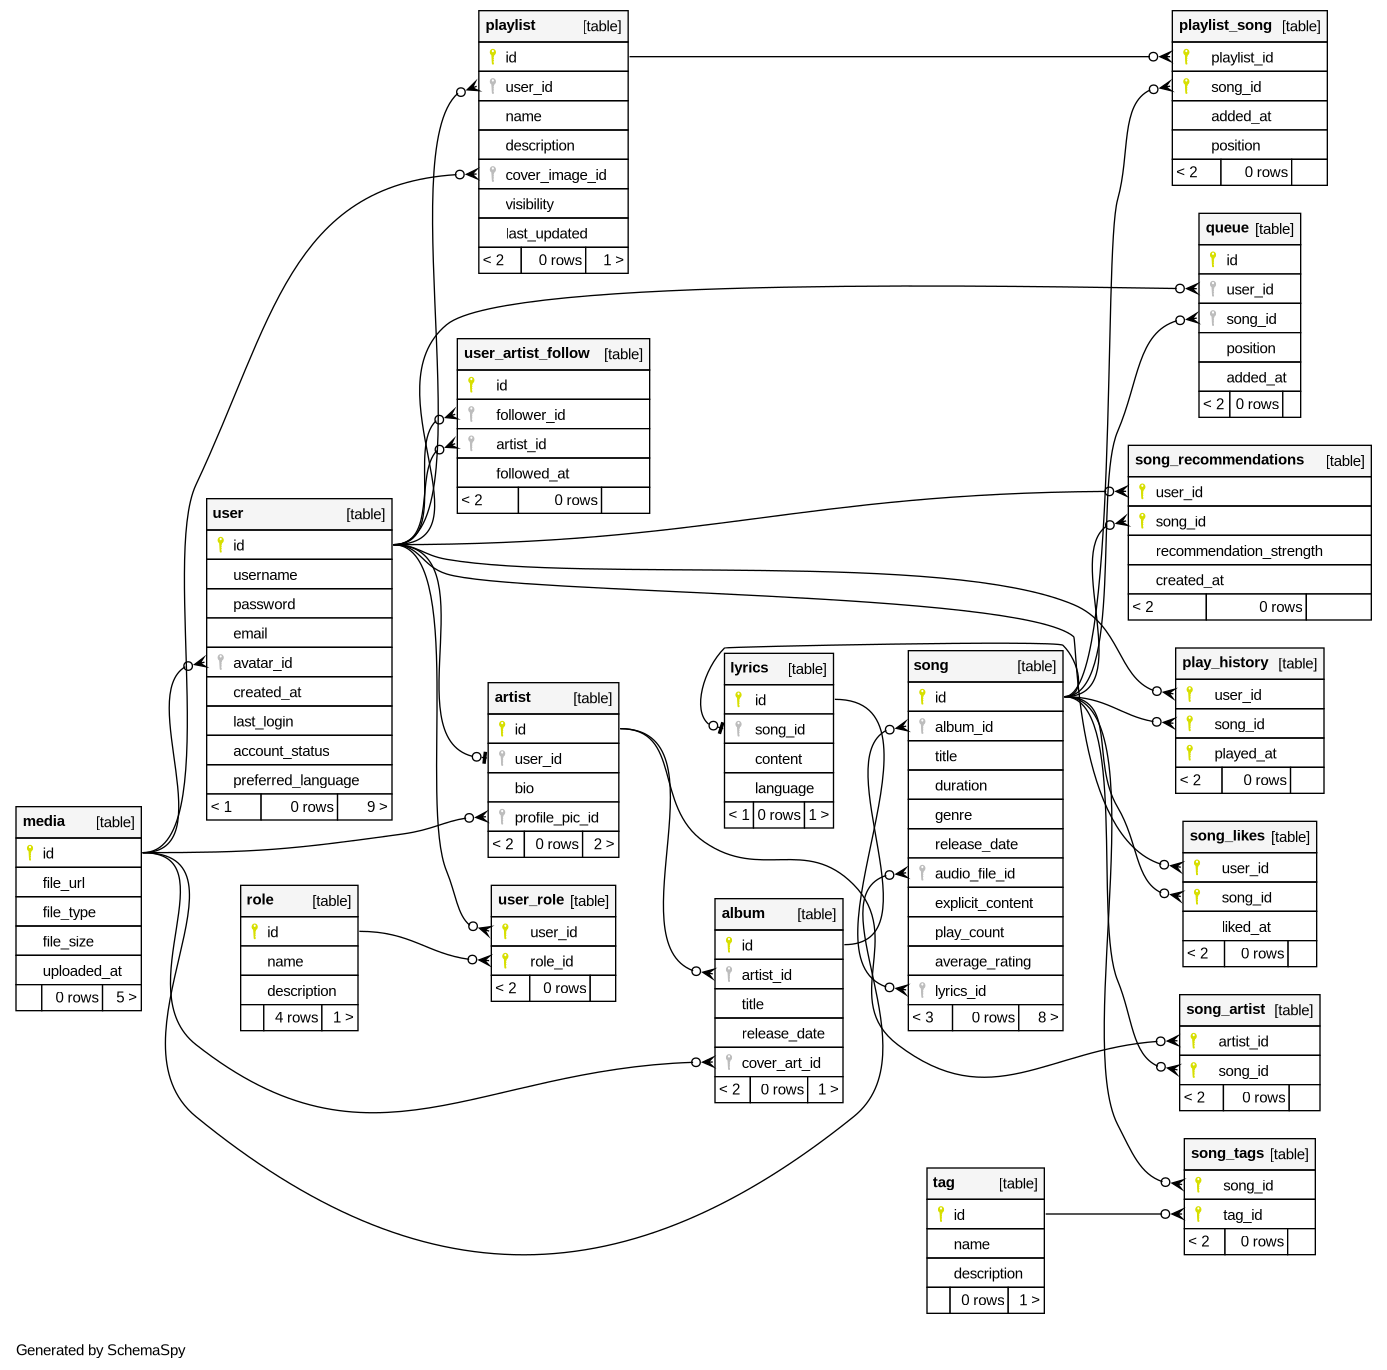 playlist [table]
id
user_id
name
description
cover_image_id
visibility
last_updated
< 2 0 rows 1 >
playlist_song [table]
playlist_id
song_id
added_at
position
< 2 0 rows
queue [table]
id
user_id
song_id
position
added_at
< 2 0 rows
user_artist_follow [table]
id
follower_id
artist_id
followed_at
< 2 0 rows
song_recommendations [table]
user_id
song_id
recommendation_strength
created_at
< 2 0 rows
user [table]
id
username
password
email
avatar_id
created_at
last_login
account_status
preferred_language
< 1 0 rows 9 >
play_history [table]
user_id
song_id
played_at
< 2 0 rows
lyrics [table]
id
song_id
content
language
< 1 0 rows 1 >
song [table]
id
album_id
title
duration
genre
release_date
audio_file_id
explicit_content
play_count
average_rating
lyrics_id
< 3 0 rows 8 >
artist [table]
id
user_id
bio
profile_pic_id
< 2 0 rows 2 >
media [table]
id
file_url
file_type
file_size
uploaded_at
0 rows 5 >
song_likes [table]
user_id
song_id
liked_at
< 2 0 rows
role [table]
id
name
description
4 rows 1 >
user_role [table]
user_id
role_id
< 2 0 rows
album [table]
id
artist_id
title
release_date
cover_art_id
< 2 0 rows 1 >
song_artist [table]
artist_id
song_id
< 2 0 rows
song_tags [table]
song_id
tag_id
< 2 0 rows
tag [table]
id
name
description
0 rows 1 >
Generated by SchemaSpy